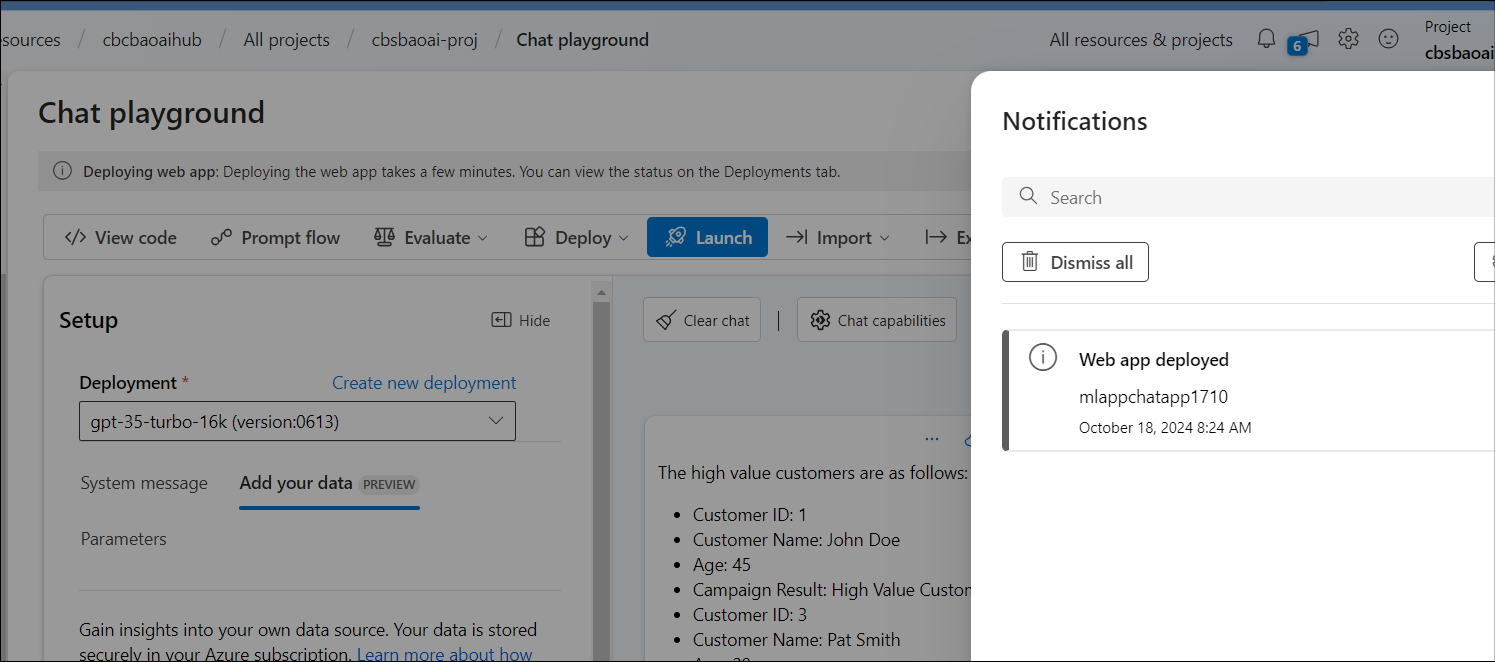 cbcbaoaihub / All projects / cbsbaoai-proj / Chat playground
All resources & projects
6
Project
cbsbaoai
Chat playground
Deploying web app: Deploying the web app takes a few minutes. You can view the status on the Deployments tab.
</> View code
Prompt flow
Evaluate
Deploy
Launch
Import
Setup
Hide
Deployment *
Create new deployment
gpt-35-turbo-16k (version:0613)
System message
Add your data PREVIEW
Parameters
Gain insights into your own data source. Your data is stored
securely in your Azure subscription. Learn more about how
Clear chat
Chat capabilities
...
The high value customers are as follows:
• Customer ID: 1
• Customer Name: John Doe
• Age: 45
• Campaign Result: High Value Custom
• Customer ID: 3
• Customer Name: Pat Smith
Notifications
Search
Dismiss all
Web app deployed
mlappchatapp1710
October 18, 2024 8:24 AM